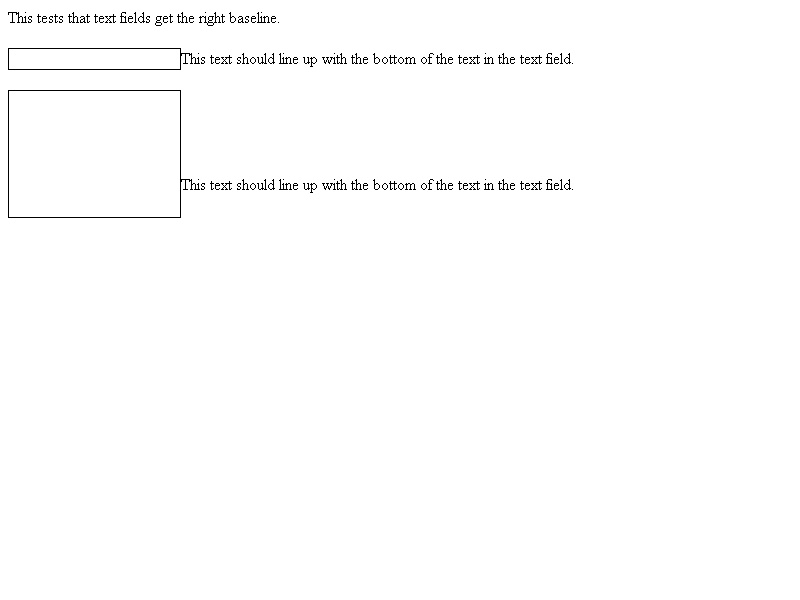 This tests that text fields get the right baseline.
This text should line up with the bottom of the text in the text field.
This text should line up with the bottom of the text in the text field.